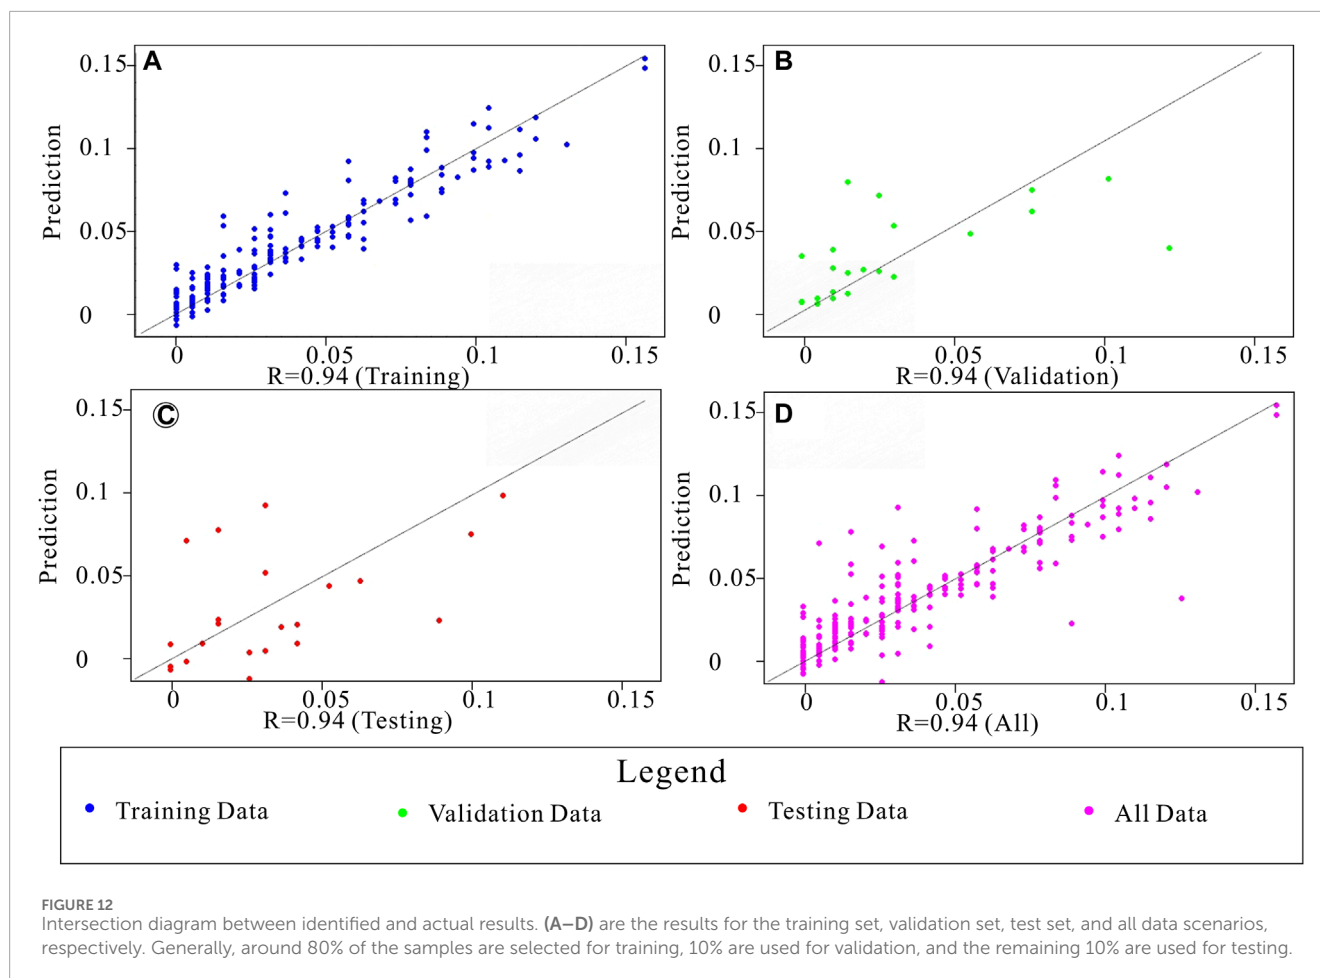 A
0.15
0.1
0.05
0
Prediction
0 0.05 0.1 0.15
R=0.94 (Training)
B
0.15
0.1
0.05
0
Prediction
0 0.05 0.1 0.15
R=0.94 (Validation)
C
0.15
0.1
0.05
0
Prediction
0 0.05 0.1 0.15
R=0.94 (Testing)
D
0.15
0.1
0.05
0
Prediction
0 0.05 0.1 0.15
R=0.94 (All)
Legend
Training Data Validation Data Testing Data All Data
FIGURE 12
Intersection diagram between identified and actual results. (A–D) are the results for the training set, validation set, test set, and all data scenarios,
respectively. Generally, around 80% of the samples are selected for training, 10% are used for validation, and the remaining 10% are used for testing.